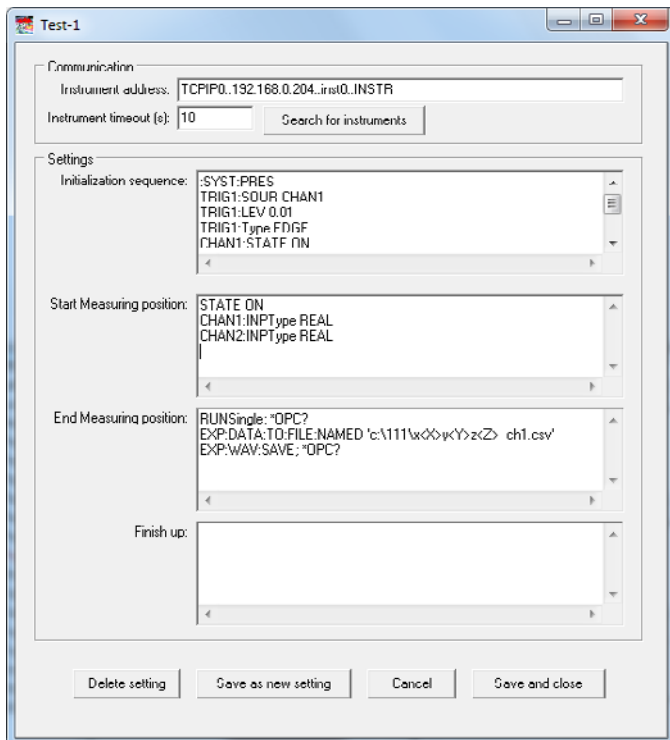 Test-1
Communication
Instrument address: TCPIP0..192.168.0.204..inst0..INSTR
Instrument timeout (s): 10 Search for instruments
Settings
Initialization sequence: :SYST:PRES
TRIG1:SOUR CHAN1
TRIG1:LEV 0.01
TRIG1:Type EDGE
CHAN1:STATE ON
Start Measuring position: STATE ON
CHAN1:INPType REAL
CHAN2:INPType REAL
End Measuring position: RUNSingle: *OPC?
EXP:DATA:TO:FILE:NAMED 'c:\111\x<X>y<Y>z<Z> ch1.csv'
EXP:WAV:SAVE; *OPC?
Finish up:
Delete setting Save as new setting Cancel Save and close